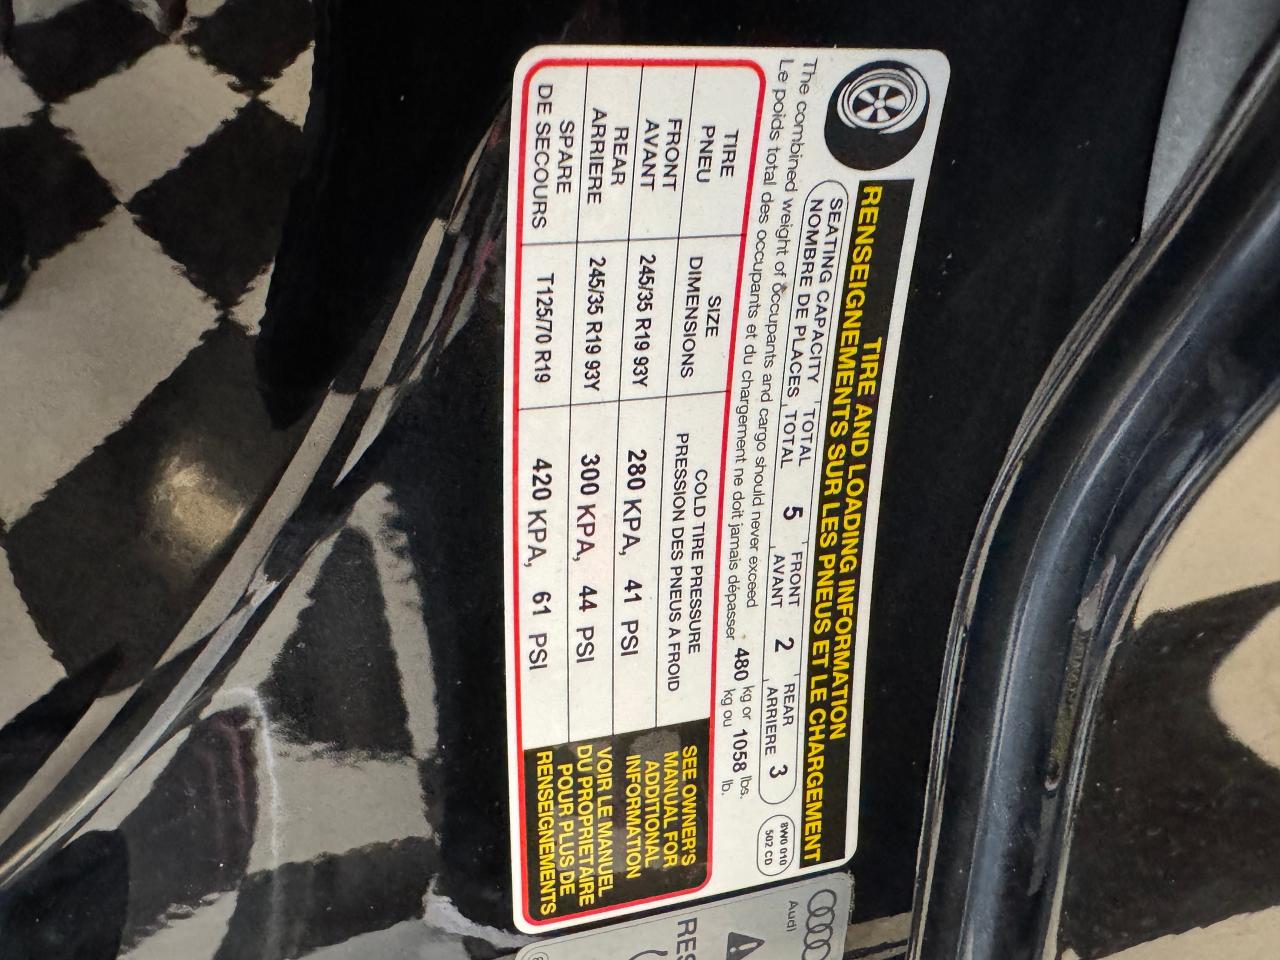 TIRE AND LOADING INFORMATION
RENSEIGNEMENTS SUR LES PNEUS ET LE CHARGEMENT
SEATING CAPACITY TOTAL 5 FRONT 2 REAR 3
NOMBRE DE PLACES TOTAL AVANT ARRIERE
8W0 010
502 CD
The combined weight of occupants and cargo should never exceed 480 kg or 1058 lbs.
Le poids total des occupants et du chargement ne doit jamais dépasser kg ou lb.
TIRE SIZE COLD TIRE PRESSURE
PNEU DIMENSIONS PRESSION DES PNEUS A FROID
FRONT
AVANT 245/35 R19 93Y 280 KPA, 41 PSI
REAR
ARRIERE 245/35 R19 93Y 300 KPA, 44 PSI
SPARE
DE SECOURS T125/70 R19 420 KPA, 61 PSI
SEE OWNER'S
MANUAL FOR
ADDITIONAL
INFORMATION
VOIR LE MANUEL
DU PROPRIETAIRE
POUR PLUS DE
RENSEIGNEMENTS
Audi
RES